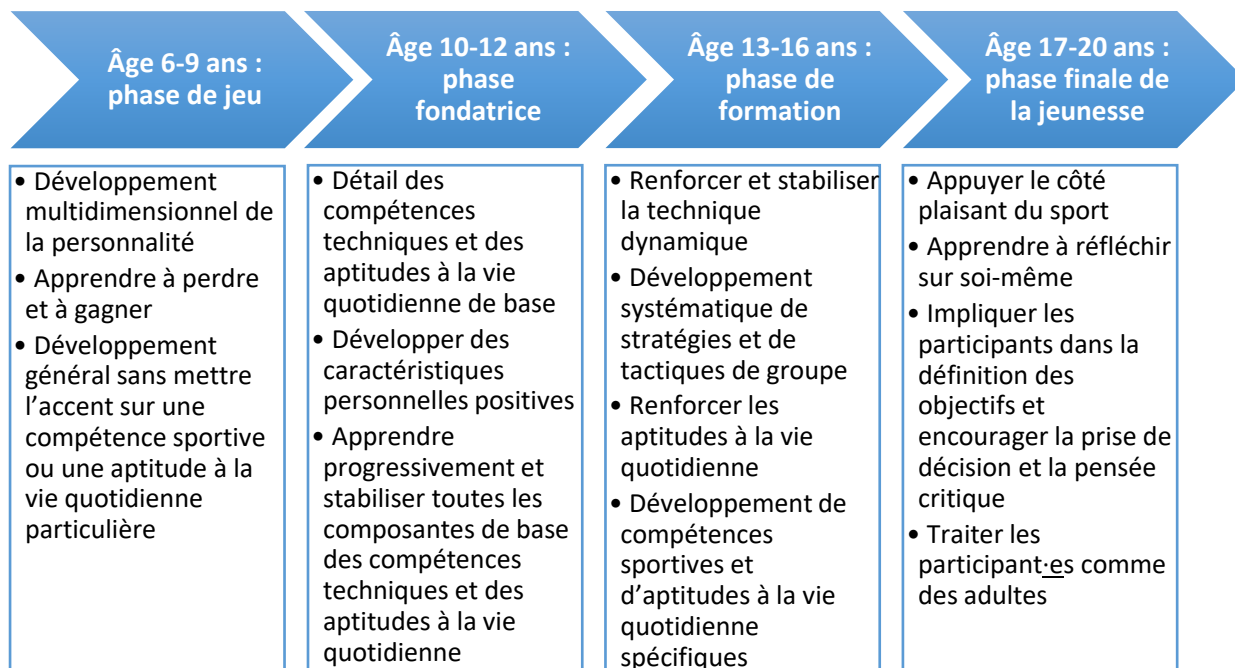 Âge 6-9 ans :
phase de jeu
Âge 10-12 ans :
phase
fondatrice
Âge 13-16 ans :
phase de
formation
Âge 17-20 ans :
phase finale de
la jeunesse
• Développement
multidimensionnel de
la personnalité
• Apprendre à perdre
et à gagner
• Développement
général sans mettre
l’accent sur une
compétence sportive
ou une aptitude à la
vie quotidienne
particulière
• Détail des
compétences
techniques et des
aptitudes à la vie
quotidienne de base
• Développer des
caractéristiques
personnelles positives
• Apprendre
progressivement et
stabiliser toutes les
composantes de base
des compétences
techniques et des
aptitudes à la vie
quotidienne
• Renforcer et stabiliser
la technique
dynamique
• Développement
systématique de
stratégies et de
tactiques de groupe
• Renforcer les
aptitudes à la vie
quotidienne
• Développement de
compétences
sportives et
d’aptitudes à la vie
quotidienne
spécifiques
• Appuyer le côté
plaisant du sport
• Apprendre à réfléchir
sur soi-même
• Impliquer les
participants dans la
définition des
objectifs et
encourager la prise de
décision et la pensée
critique
• Traiter les
participant·es comme
des adultes